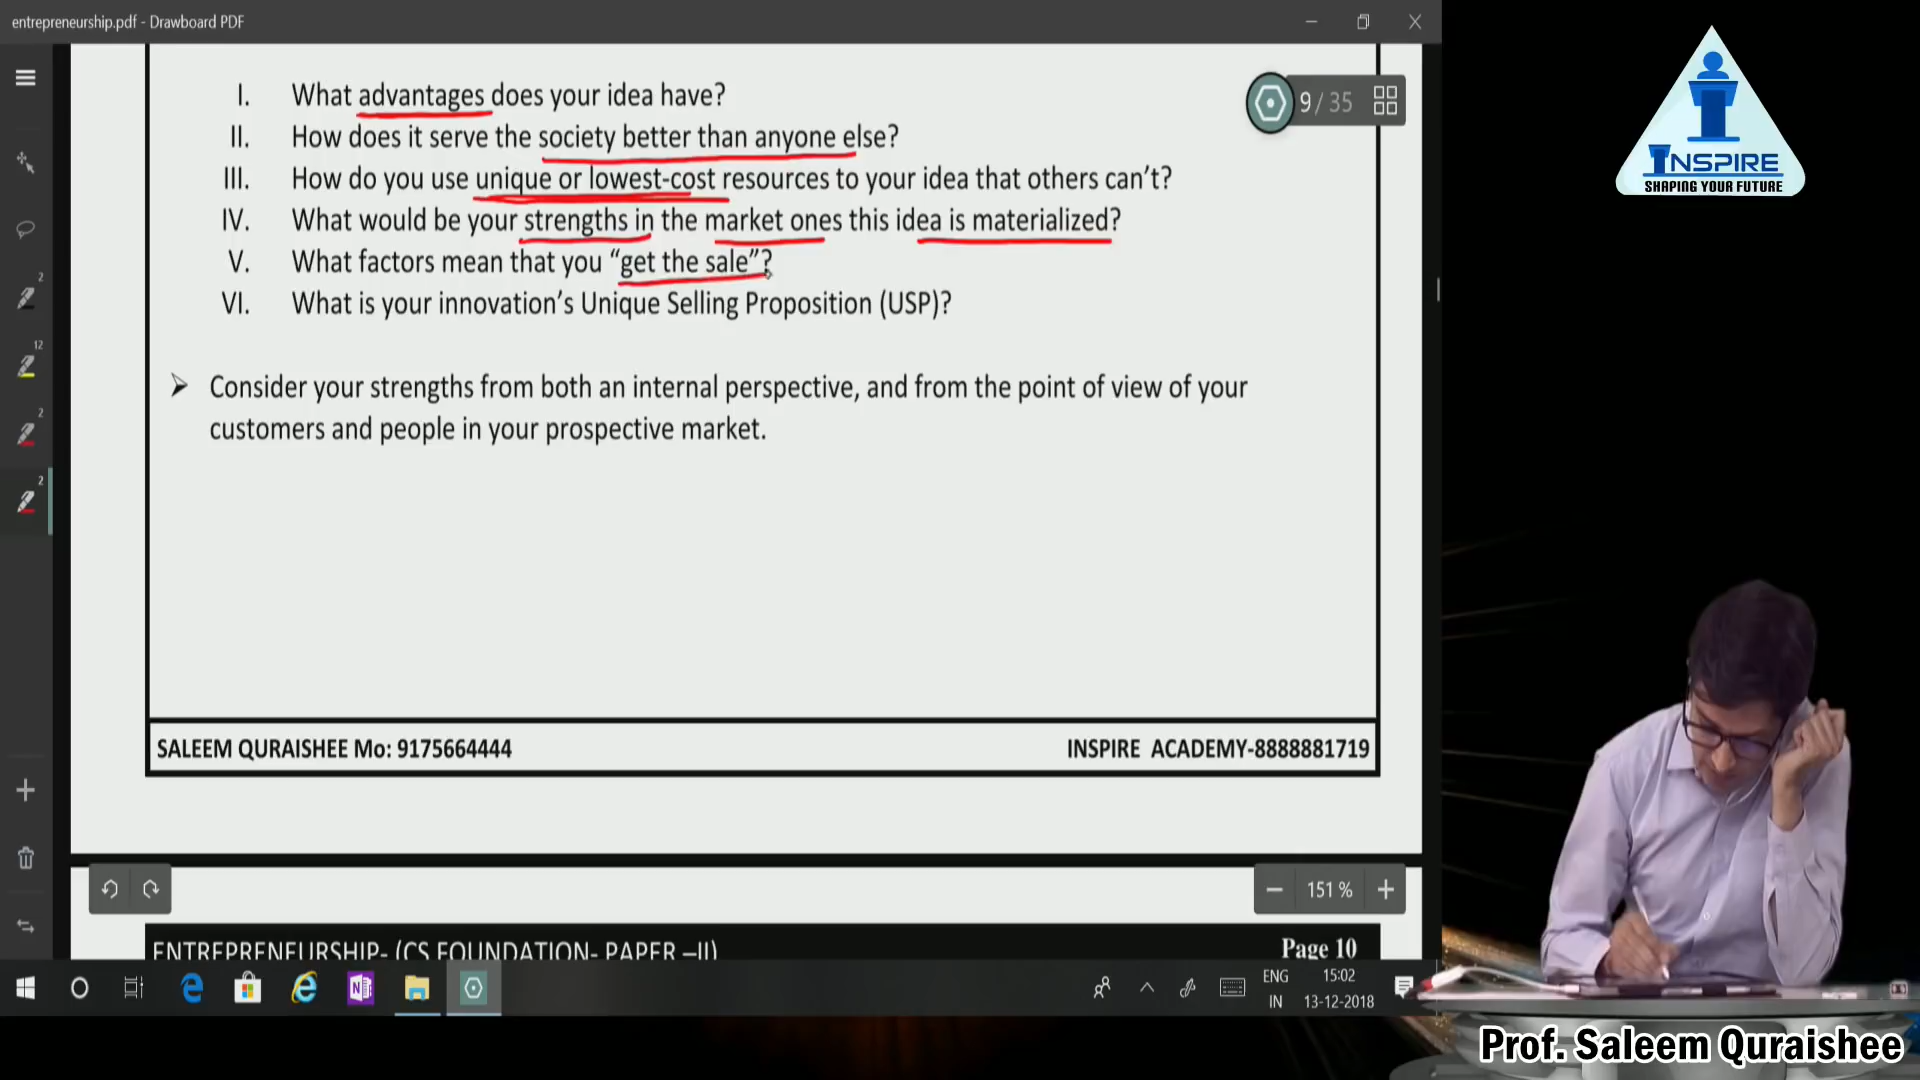 entrepreneurship.pdf - Drawboard PDF
I. What advantages does your idea have?
9 / 35
II. How does it serve the society better than anyone else?
III. How do you use unique or lowest-cost resources to your idea that others can’t?
IV. What would be your strengths in the market ones this idea is materialized?
V. What factors mean that you “get the sale”?
VI. What is your innovation’s Unique Selling Proposition (USP)?
Consider your strengths from both an internal perspective, and from the point of view of your
customers and people in your prospective market.
2
12
2
2
SALEEM QURAISHEE Mo: 9175664444 INSPIRE ACADEMY-8888881719
151 %
ENTREPRENEURSHIP- (CS FOUNDATION- PAPER –II) Page 10
ENG
IN
15:02
13-12-2018
INSPIRE
SHAPING YOUR FUTURE
Prof. Saleem Quraishee